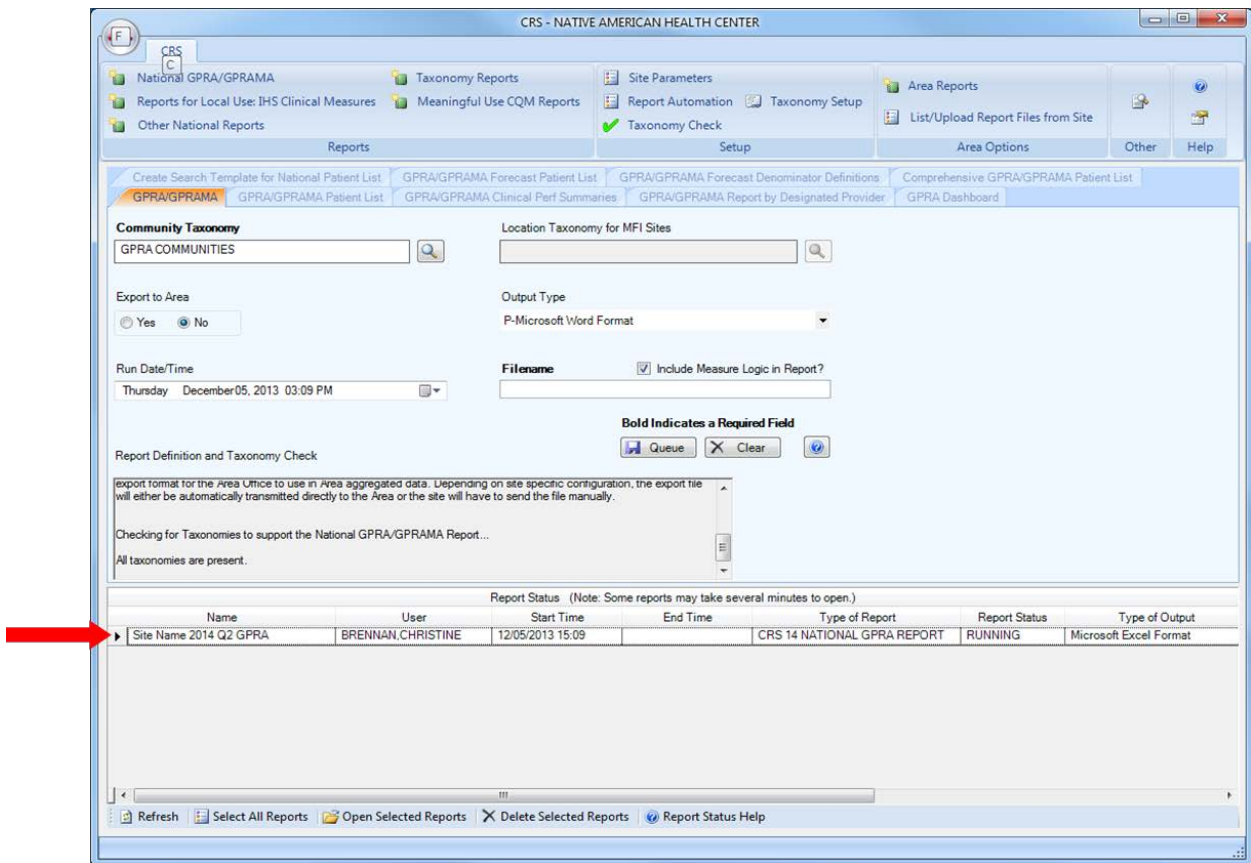 CRS - NATIVE AMERICAN HEALTH CENTER
F
CRS
C
National GPRA/GPRAMA
Taxonomy Reports
Site Parameters
Area Reports
Reports for Local Use: IHS Clinical Measures
Meaningful Use CQM Reports
Report Automation
Taxonomy Setup
Other National Reports
Taxonomy Check
List/Upload Report Files from Site
Reports
Setup
Area Options
Other
Help
Create Search Template for National Patient List
GPRA/GPRAMA Forecast Patient List
GPRA/GPRAMA Forecast Denominator Definitions
Comprehensive GPRA/GPRAMA Patient List
GPRA/GPRAMA
GPRA/GPRAMA Patient List
GPRA/GPRAMA Clinical Perf Summaries
GPRA/GPRAMA Report by Designated Provider
GPRA Dashboard
Community Taxonomy
Location Taxonomy for MFI Sites
GPRA COMMUNITIES
Export to Area
Output Type
Yes No
P-Microsoft Word Format
Run Date/Time
Filename
Include Measure Logic in Report?
Thursday December 05, 2013 03:09 PM
Bold Indicates a Required Field
Queue
Clear
Report Definition and Taxonomy Check
export format for the Area Office to use in Area aggregated data. Depending on site specific configuration, the export file
will either be automatically transmitted directly to the Area or the site will have to send the file manually.
Checking for Taxonomies to support the National GPRA/GPRAMA Report...
All taxonomies are present.
Report Status (Note: Some reports may take several minutes to open.)
Name User Start Time End Time Type of Report Report Status Type of Output
Site Name 2014 Q2 GPRA BRENNAN,CHRISTINE 12/05/2013 15:09 CRS 14 NATIONAL GPRA REPORT RUNNING Microsoft Excel Format
Refresh Select All Reports Open Selected Reports Delete Selected Reports Report Status Help